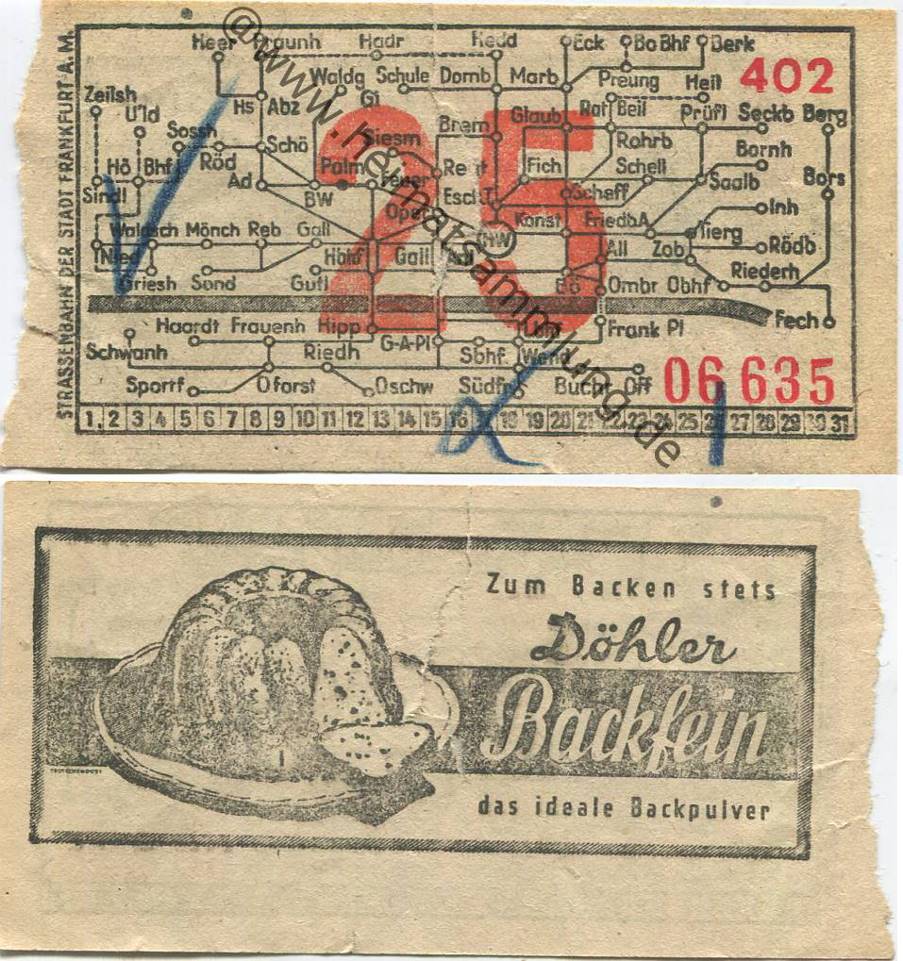 STRASSENBAHN DER STADT FRANKFURT A. M.
@www.heimatsammlung.de
Heer Praunh Hadr Hedd Eck Bo Bhf Berk
402
Zeilsh Waldg Schule Dornb Marb Preung Heil
U'ld Hs Abz Gi Glaub Rat Beil Prüfl Seckb Berg
Sossh Schö Siesm Brem Rohrb Bornh
Hö Bhf Röd Palm Feuer Fich Schell
Sindl Ad BW Scheff Saalb Bors
Oper Esch T Inh
Waldsch Mönch Reb Gall Konst FriedbA Tierg
Nied Hbhf Gall HW All Zob Rödb
Griesh Sond Gutl Bö Ombr Obhf Riederh
25
Haardt Frauenh Hipp Frank Pl Fech
Schwanh Riedh G-A-Pl Sbhf
Sportf Oforst Oschw Südfr Buchr Off
06 635
1, 2 3 4 5 6 7 8 9 10 11 12 13 14 15 16 17 18 19 20 21 22 23 24 25 26 27 28 29 30 31
Zum Backen stets
Döhler
Backfein
das ideale Backpulver